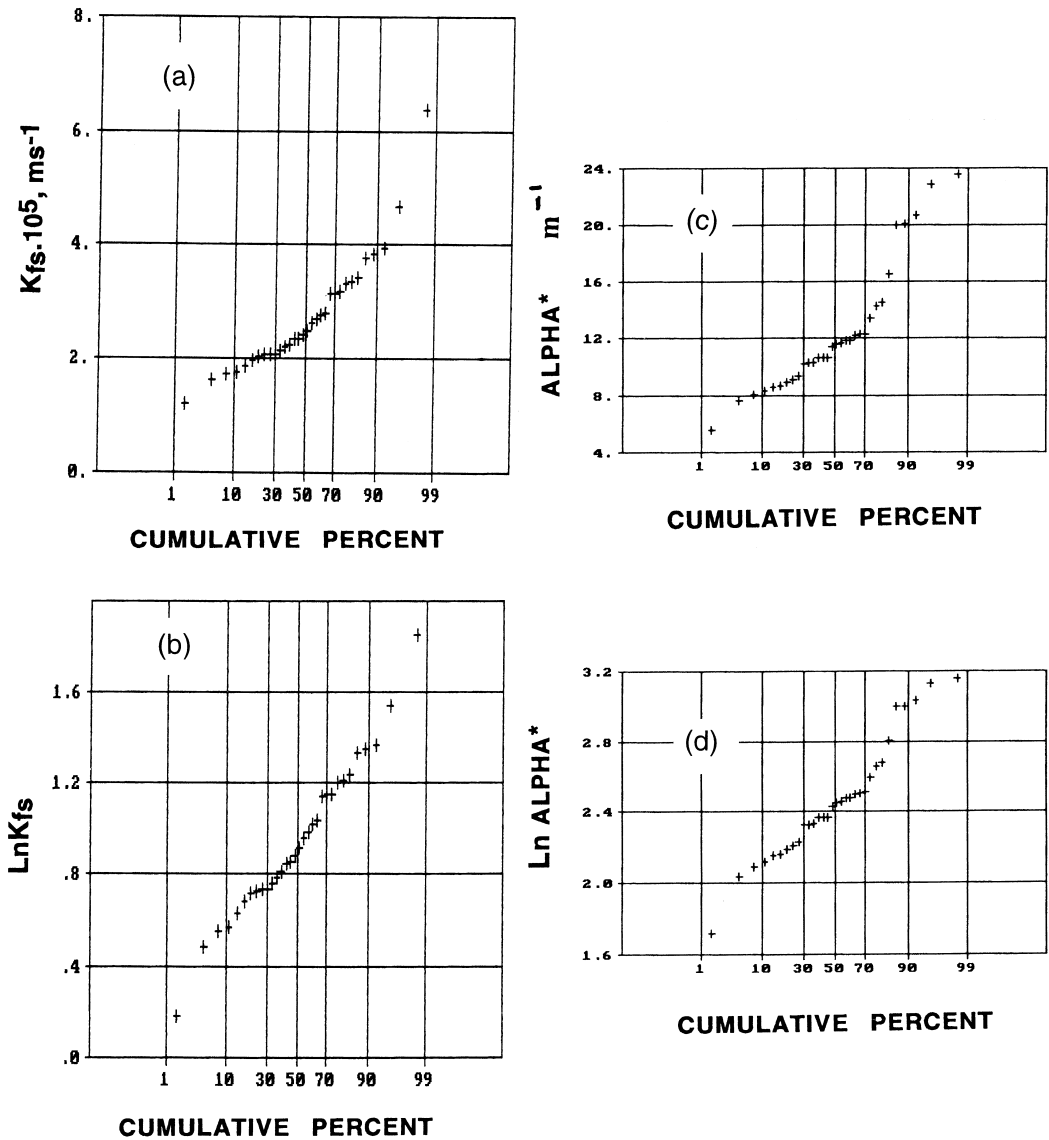 (a)
8.
6.
4.
2.
0.
Kfs.10⁵, ms-1
1 10 30 50 70 90 99
CUMULATIVE PERCENT
(c)
24.
20.
16.
12.
8.
4.
ALPHA* m⁻¹
1 10 30 50 70 90 99
CUMULATIVE PERCENT
(b)
1.6
1.2
.8
.4
.0
LnKfs
1 10 30 50 70 90 99
CUMULATIVE PERCENT
(d)
3.2
2.8
2.4
2.0
1.6
Ln ALPHA*
1 10 30 50 70 90 99
CUMULATIVE PERCENT